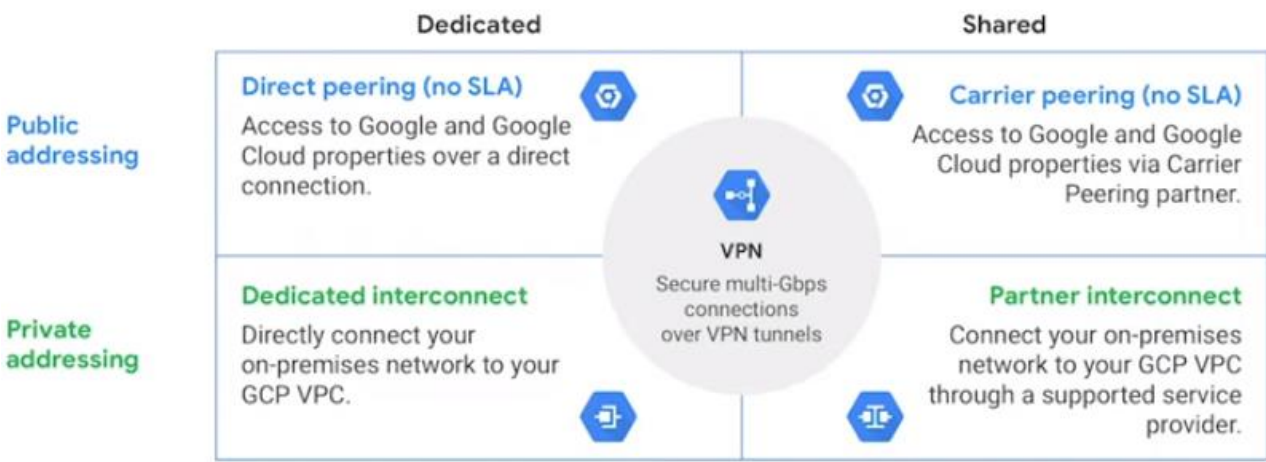 Dedicated
Shared
Public
addressing
Direct peering (no SLA)
Access to Google and Google
Cloud properties over a direct
connection.
Carrier peering (no SLA)
Access to Google and Google
Cloud properties via Carrier
Peering partner.
VPN
Secure multi-Gbps
connections
over VPN tunnels
Private
addressing
Dedicated interconnect
Directly connect your
on-premises network to your
GCP VPC.
Partner interconnect
Connect your on-premises
network to your GCP VPC
through a supported service
provider.